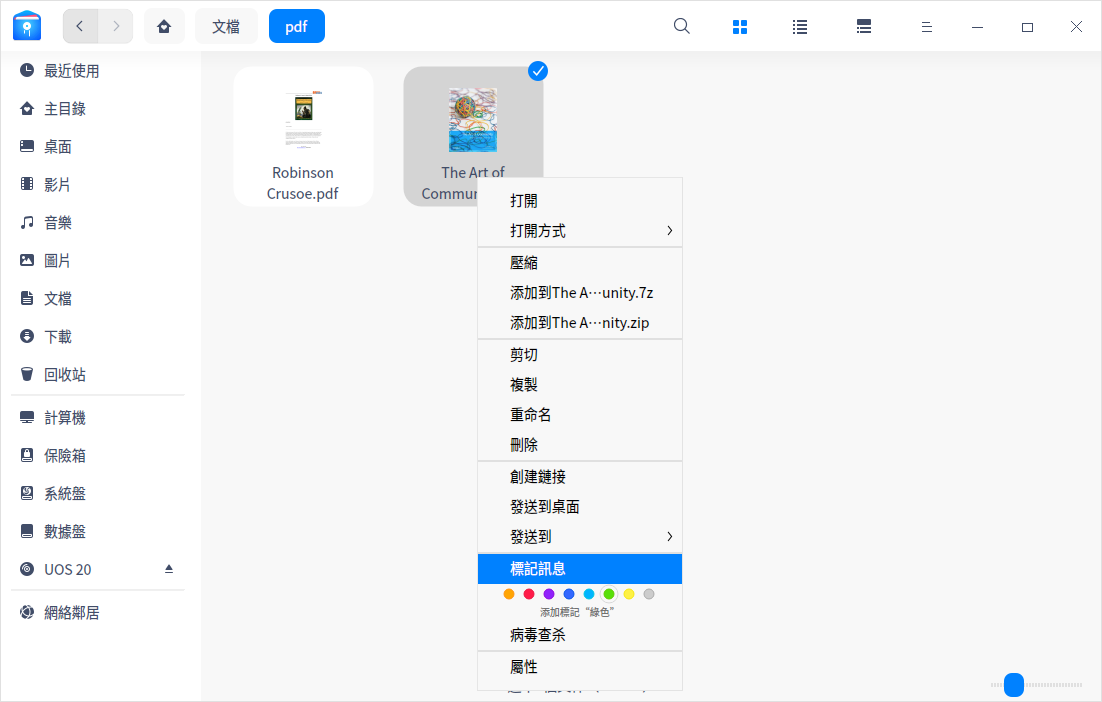 文檔
pdf
最近使用
主目錄
桌面
影片
音樂
圖片
文檔
下載
回收站
計算機
保險箱
系統盤
數據盤
UOS 20
網絡鄰居
Robinson
Crusoe.pdf
The Art of
Commu
打開
打開方式
壓縮
添加到The A⋯unity.7z
添加到The A⋯nity.zip
剪切
複製
重命名
刪除
創建鏈接
發送到桌面
發送到
標記訊息
添加標記“綠色”
病毒查杀
屬性